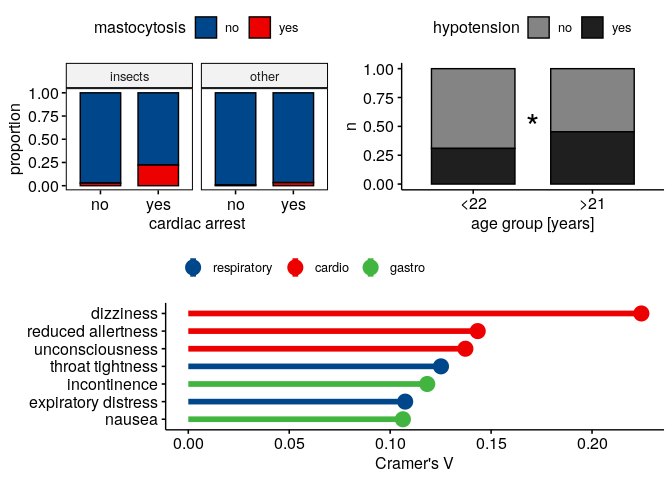 mastocytosis no yes
insects other
proportion
1.00
0.75
0.50
0.25
0.00
no yes no yes
cardiac arrest
hypotension no yes
n
1.00
0.75
0.50
0.25
0.00
*
<22 >21
age group [years]
respiratory cardio gastro
dizziness
reduced allertness
unconsciousness
throat tightness
incontinence
expiratory distress
nausea
0.00 0.05 0.10 0.15 0.20
Cramer's V